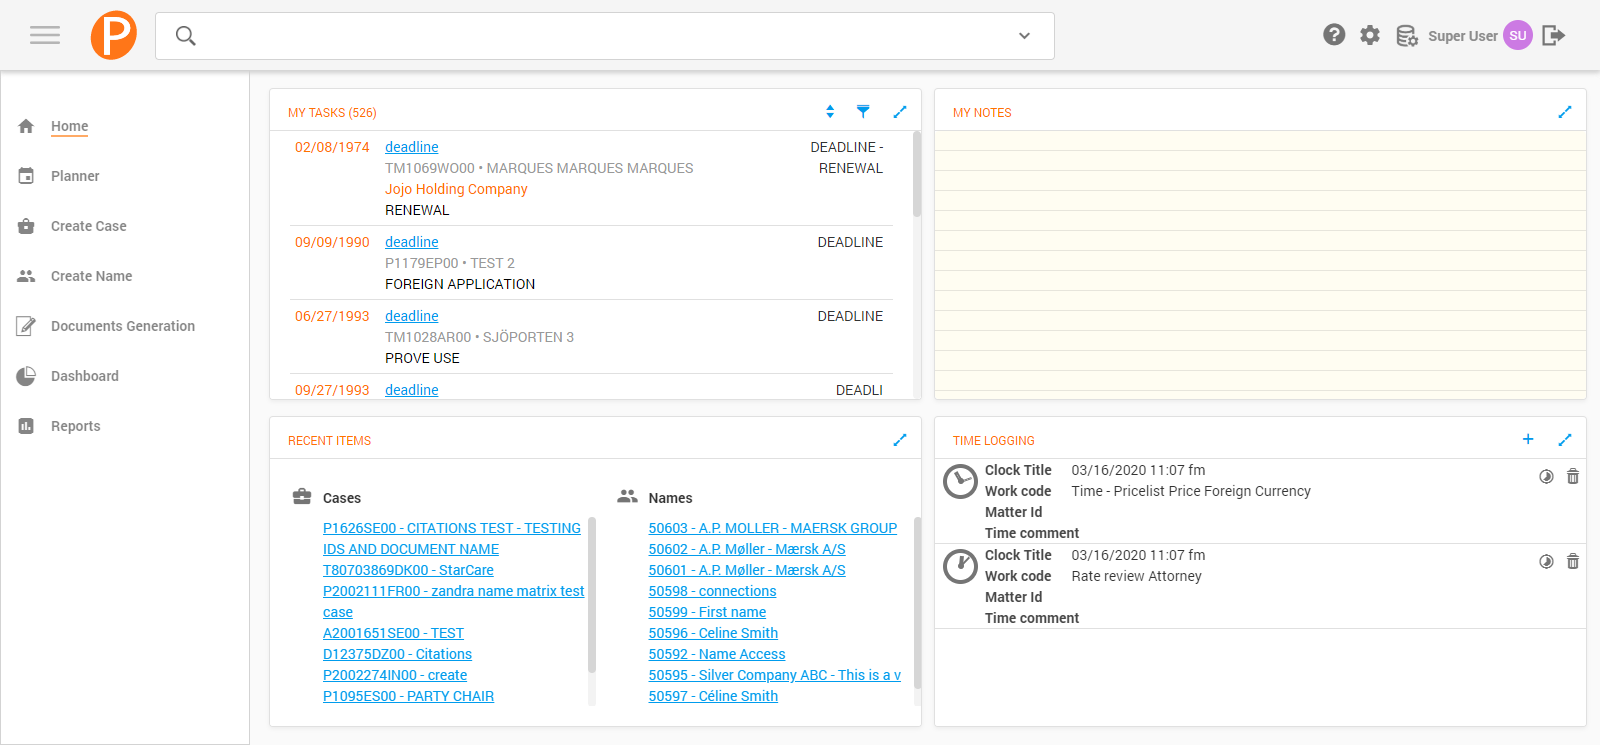 P
Super User
SU
Home
Planner
Create Case
Create Name
Documents Generation
Dashboard
Reports
MY TASKS (526)
02/08/1974 deadline DEADLINE -
TM1069WO00 • MARQUES MARQUES MARQUES RENEWAL
Jojo Holding Company
RENEWAL
09/09/1990 deadline DEADLINE
P1179EP00 • TEST 2
FOREIGN APPLICATION
06/27/1993 deadline DEADLINE
TM1028AR00 • SJÖPORTEN 3
PROVE USE
09/27/1993 deadline DEADLI
MY NOTES
RECENT ITEMS
Cases
P1626SE00 - CITATIONS TEST - TESTING
IDS AND DOCUMENT NAME
T80703869DK00 - StarCare
P2002111FR00 - zandra name matrix test
case
A2001651SE00 - TEST
D12375DZ00 - Citations
P2002274IN00 - create
P1095ES00 - PARTY CHAIR
Names
50603 - A.P. MOLLER - MAERSK GROUP
50602 - A.P. Møller - Mærsk A/S
50601 - A.P. Møller - Mærsk A/S
50598 - connections
50599 - First name
50596 - Celine Smith
50592 - Name Access
50595 - Silver Company ABC - This is a v
50597 - Céline Smith
TIME LOGGING
Clock Title 03/16/2020 11:07 fm
Work code Time - Pricelist Price Foreign Currency
Matter Id
Time comment
Clock Title 03/16/2020 11:07 fm
Work code Rate review Attorney
Matter Id
Time comment